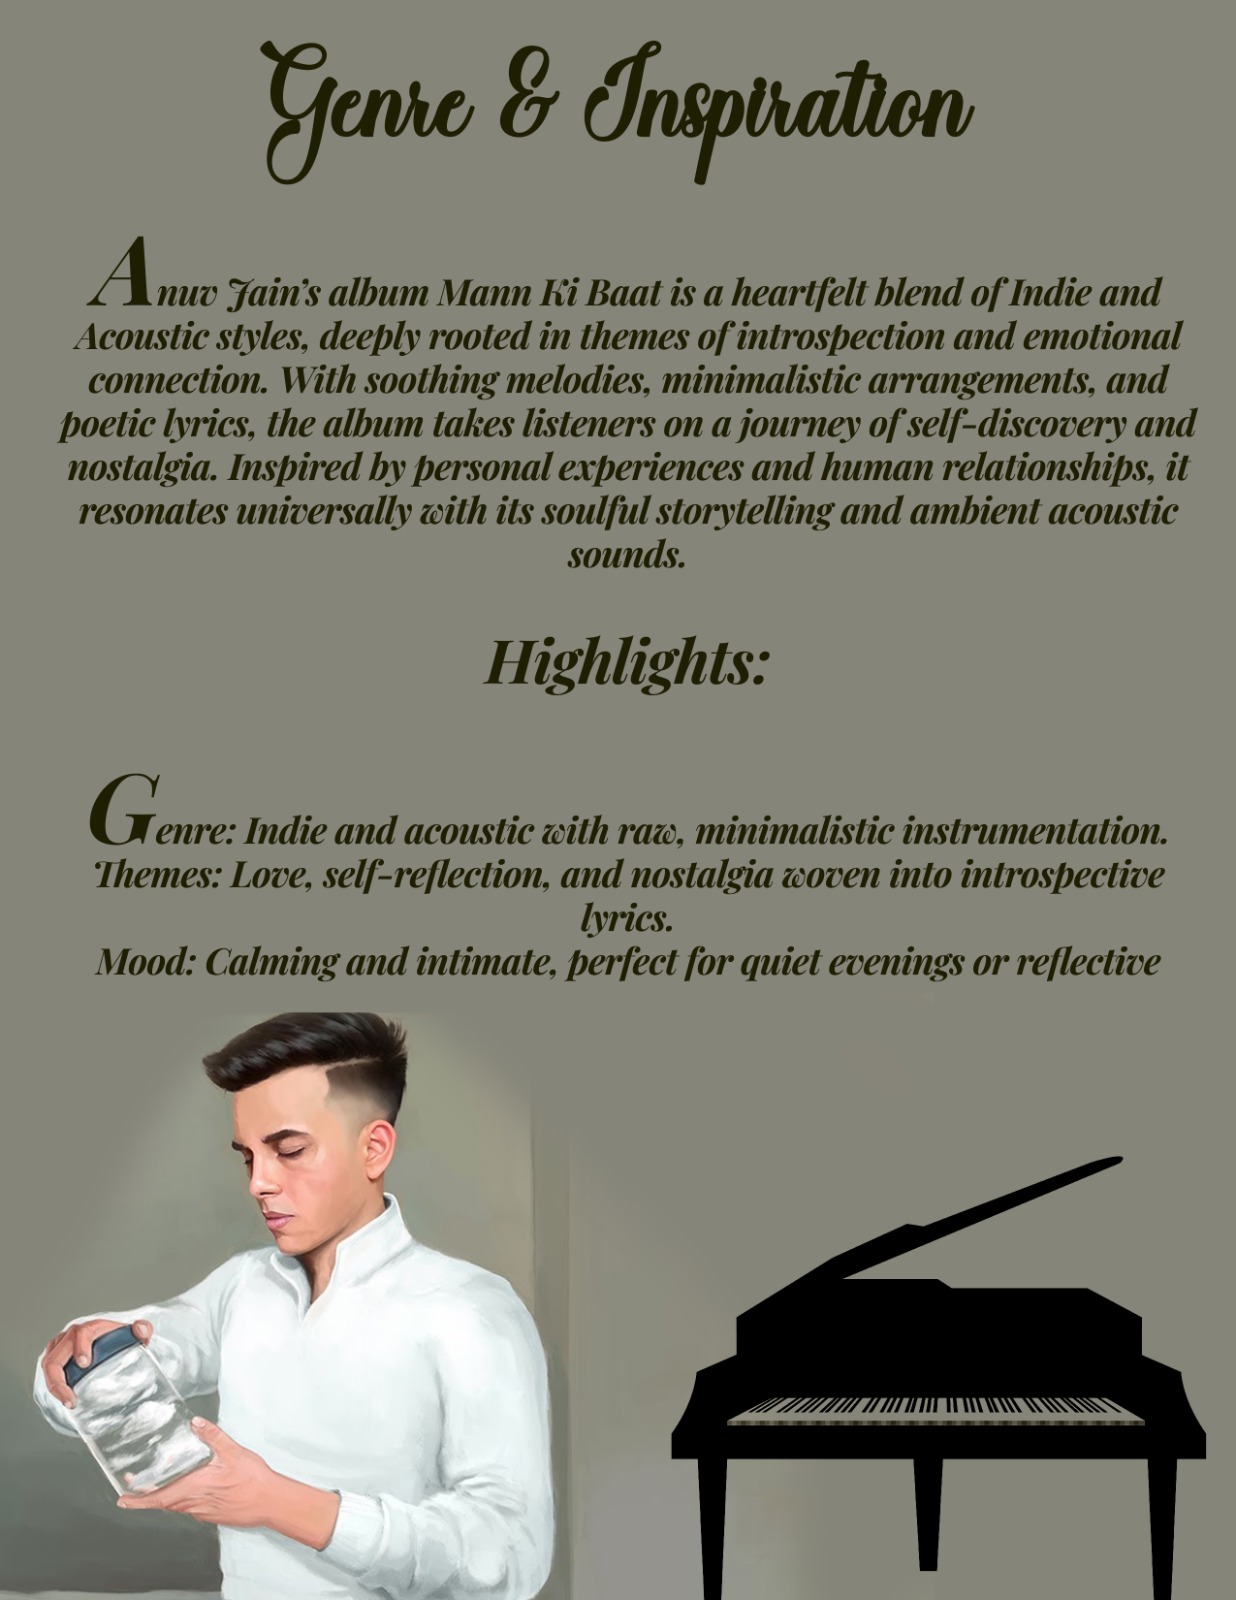 Genre & Inspiration
Anuv Jain's album Mann Ki Baat is a heartfelt blend of Indie and
Acoustic styles, deeply rooted in themes of introspection and emotional
connection. With soothing melodies, minimalistic arrangements, and
poetic lyrics, the album takes listeners on a journey of self-discovery and
nostalgia. Inspired by personal experiences and human relationships, it
resonates universally with its soulful storytelling and ambient acoustic
sounds.
Highlights:
Genre: Indie and acoustic with raw, minimalistic instrumentation.
Themes: Love, self-reflection, and nostalgia woven into introspective
lyrics.
Mood: Calming and intimate, perfect for quiet evenings or reflective